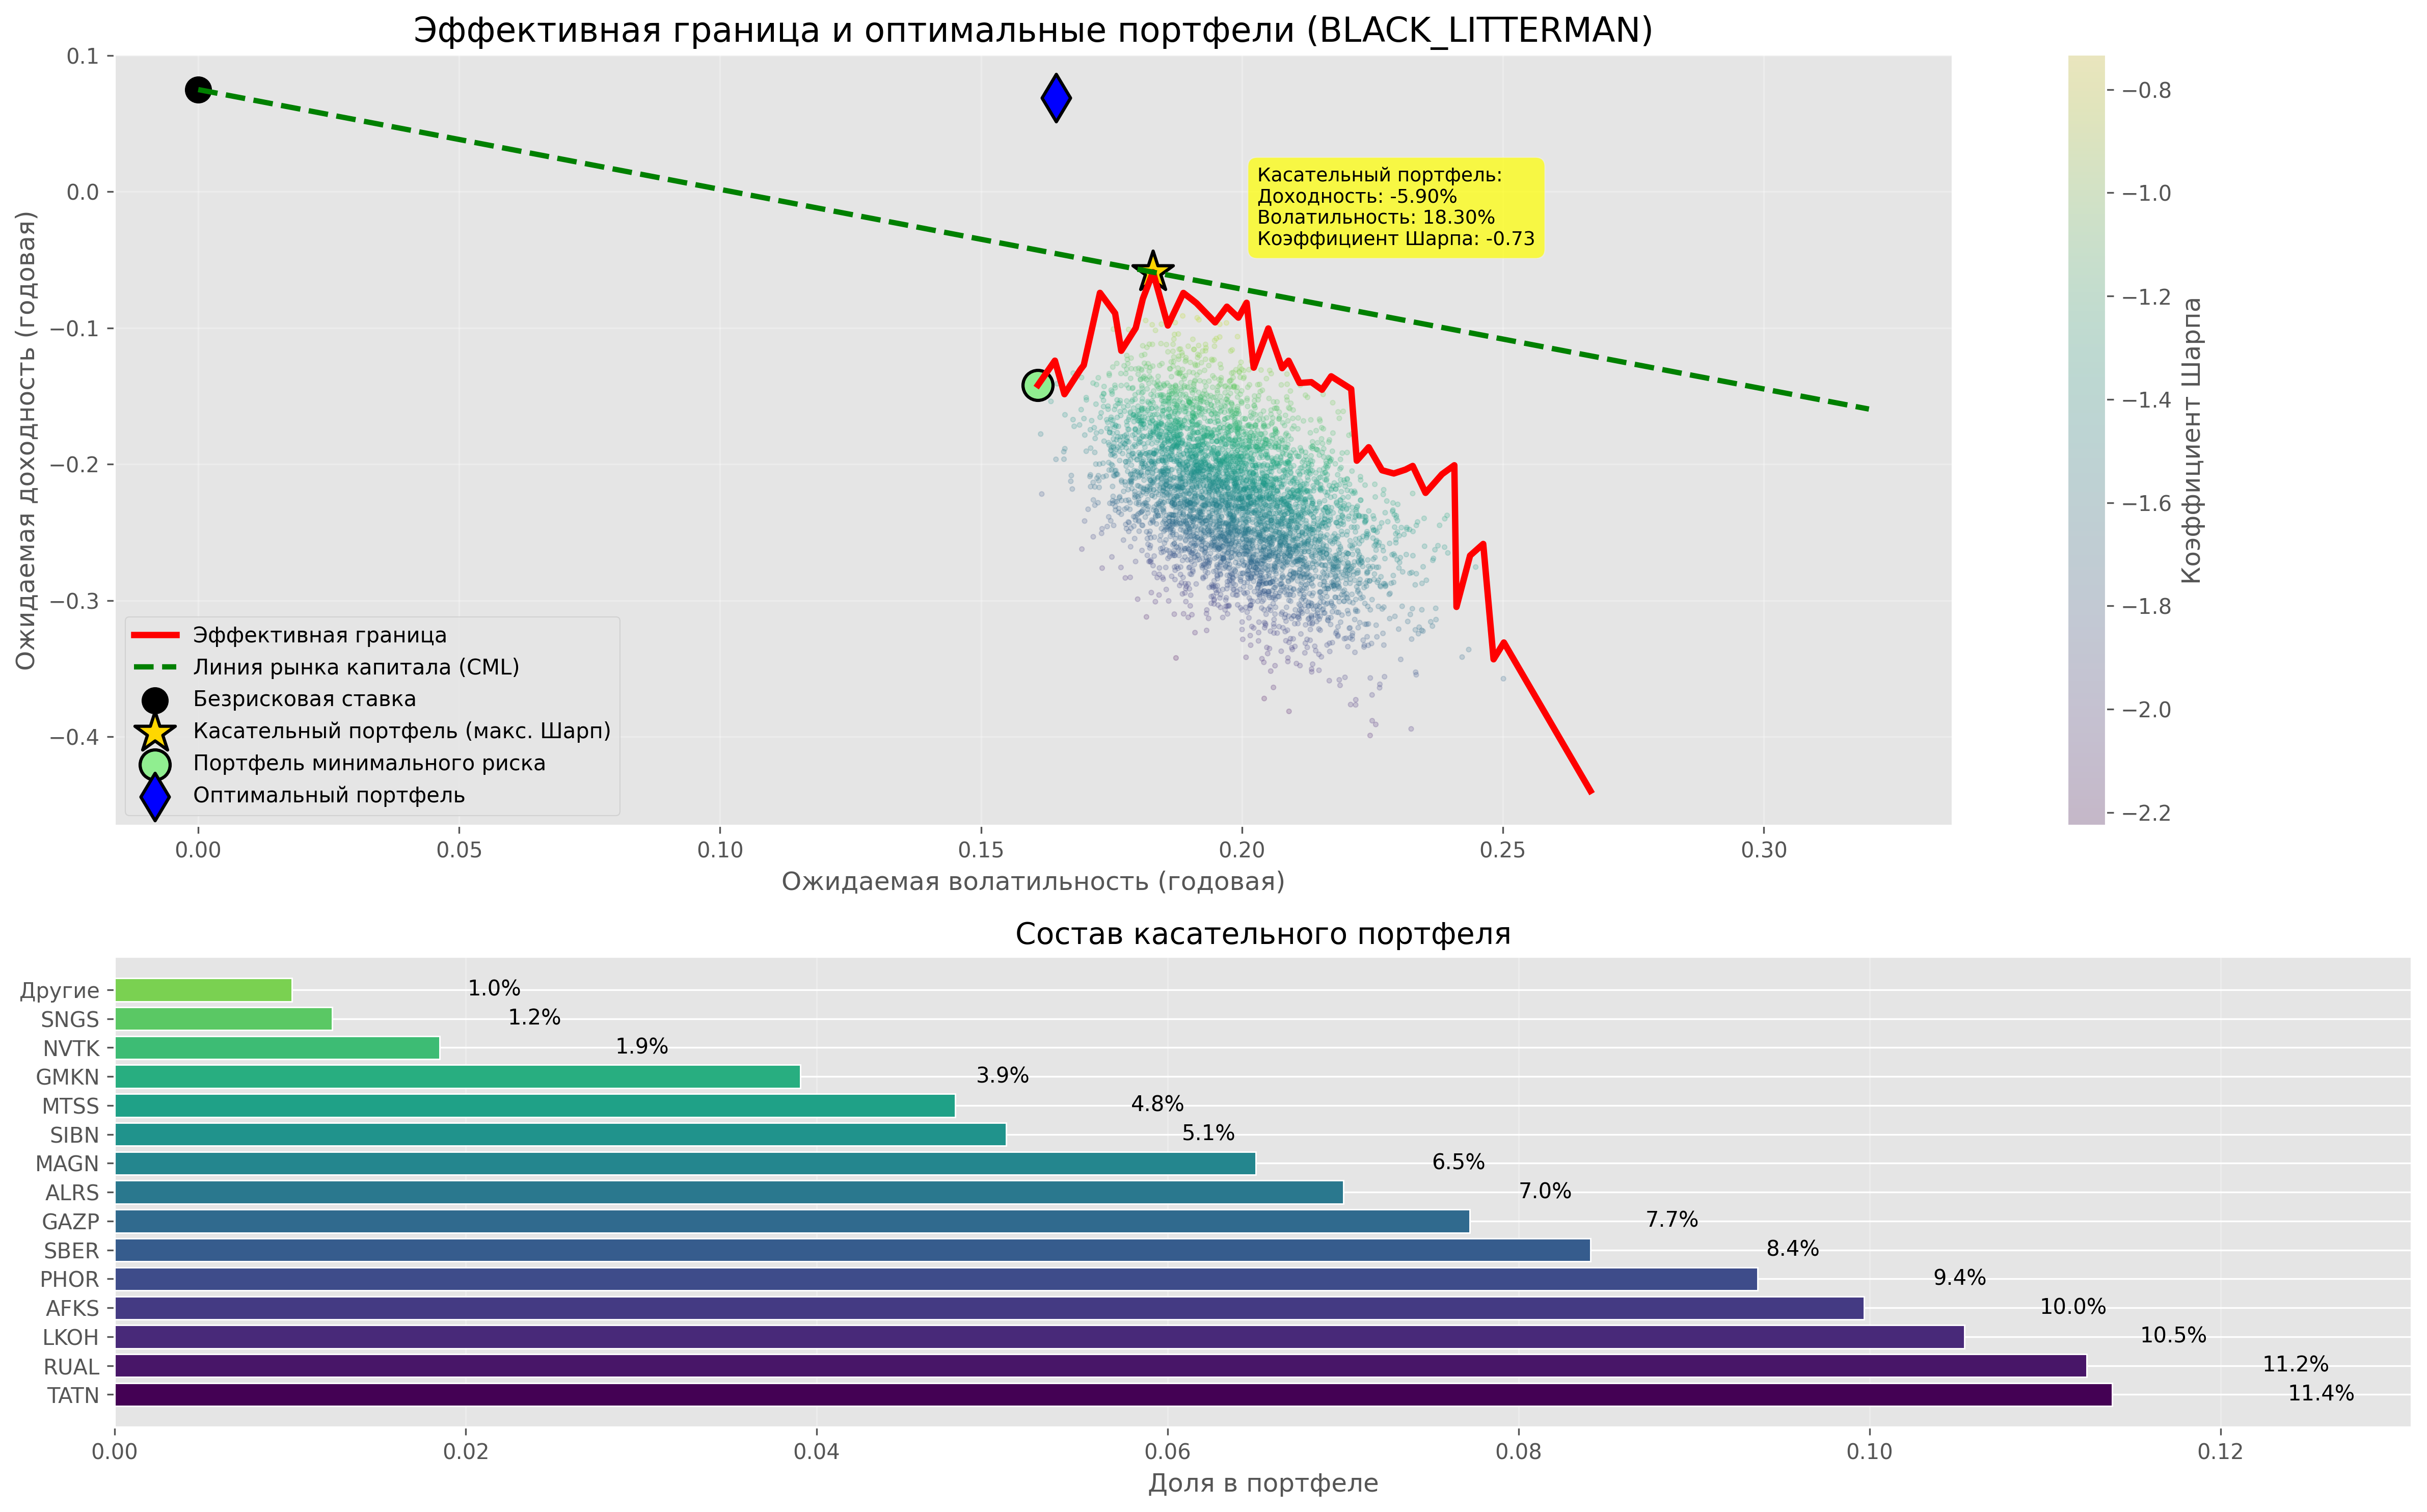 Эффективная граница и оптимальные портфели (BLACK_LITTERMAN)
0.1
0.0
−0.1
−0.2
−0.3
−0.4
Ожидаемая доходность (годовая)
Касательный портфель:
Доходность: -5.90%
Волатильность: 18.30%
Коэффициент Шарпа: -0.73
Эффективная граница
Линия рынка капитала (CML)
Безрисковая ставка
Касательный портфель (макс. Шарп)
Портфель минимального риска
Оптимальный портфель
0.00 0.05 0.10 0.15 0.20 0.25 0.30
Ожидаемая волатильность (годовая)
−0.8
−1.0
−1.2
−1.4
−1.6
−1.8
−2.0
−2.2
Коэффициент Шарпа
Состав касательного портфеля
Другие 1.0%
SNGS 1.2%
NVTK 1.9%
GMKN 3.9%
MTSS 4.8%
SIBN 5.1%
MAGN 6.5%
ALRS 7.0%
GAZP 7.7%
SBER 8.4%
PHOR 9.4%
AFKS 10.0%
LKOH 10.5%
RUAL 11.2%
TATN 11.4%
0.00 0.02 0.04 0.06 0.08 0.10 0.12
Доля в портфеле